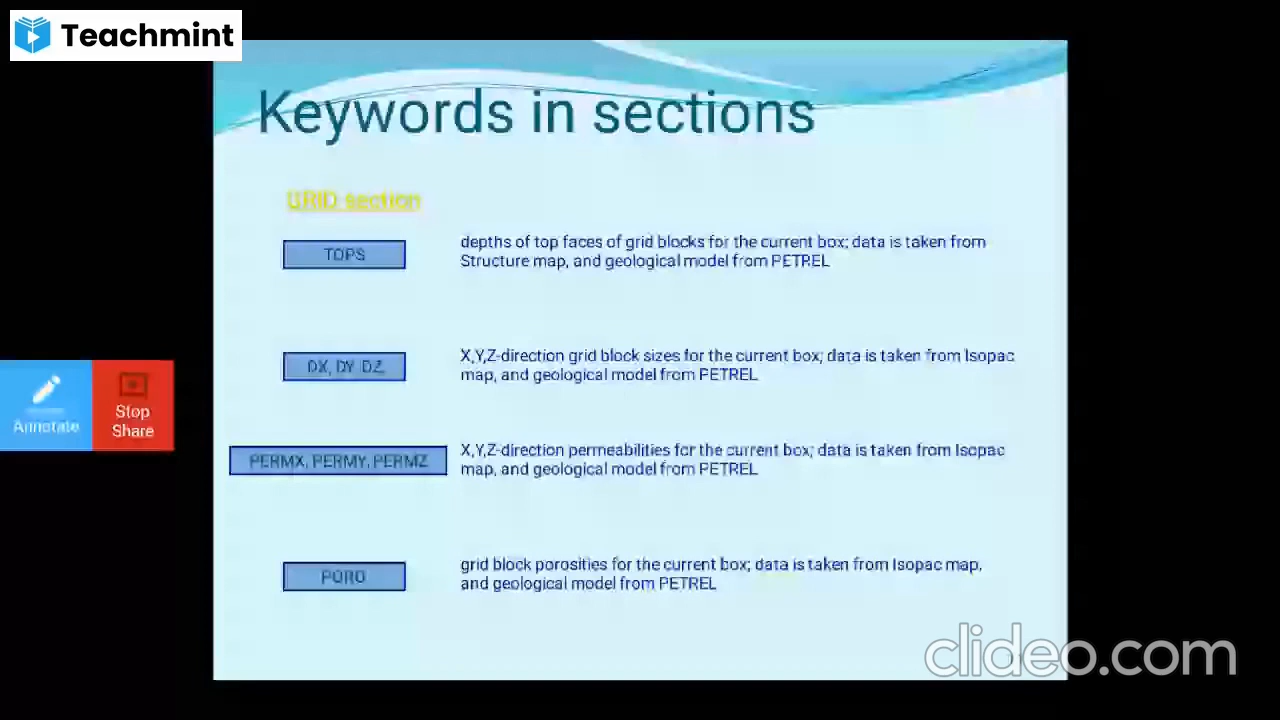 Teachmint
Keywords in sections
GRID section
TOPS
depths of top faces of grid blocks for the current box; data is taken from
Structure map, and geological model from PETREL
DX, DY DZ,
X,Y,Z-direction grid block sizes for the current box; data is taken from Isopac
map, and geological model from PETREL
Annotate
Stop
Share
PERMX, PERMY, PERMZ
X,Y,Z-direction permeabilities for the current box; data is taken from Isopac
map, and geological model from PETREL
PORO
grid block porosities for the current box; data is taken from Isopac map,
and geological model from PETREL
clideo.com